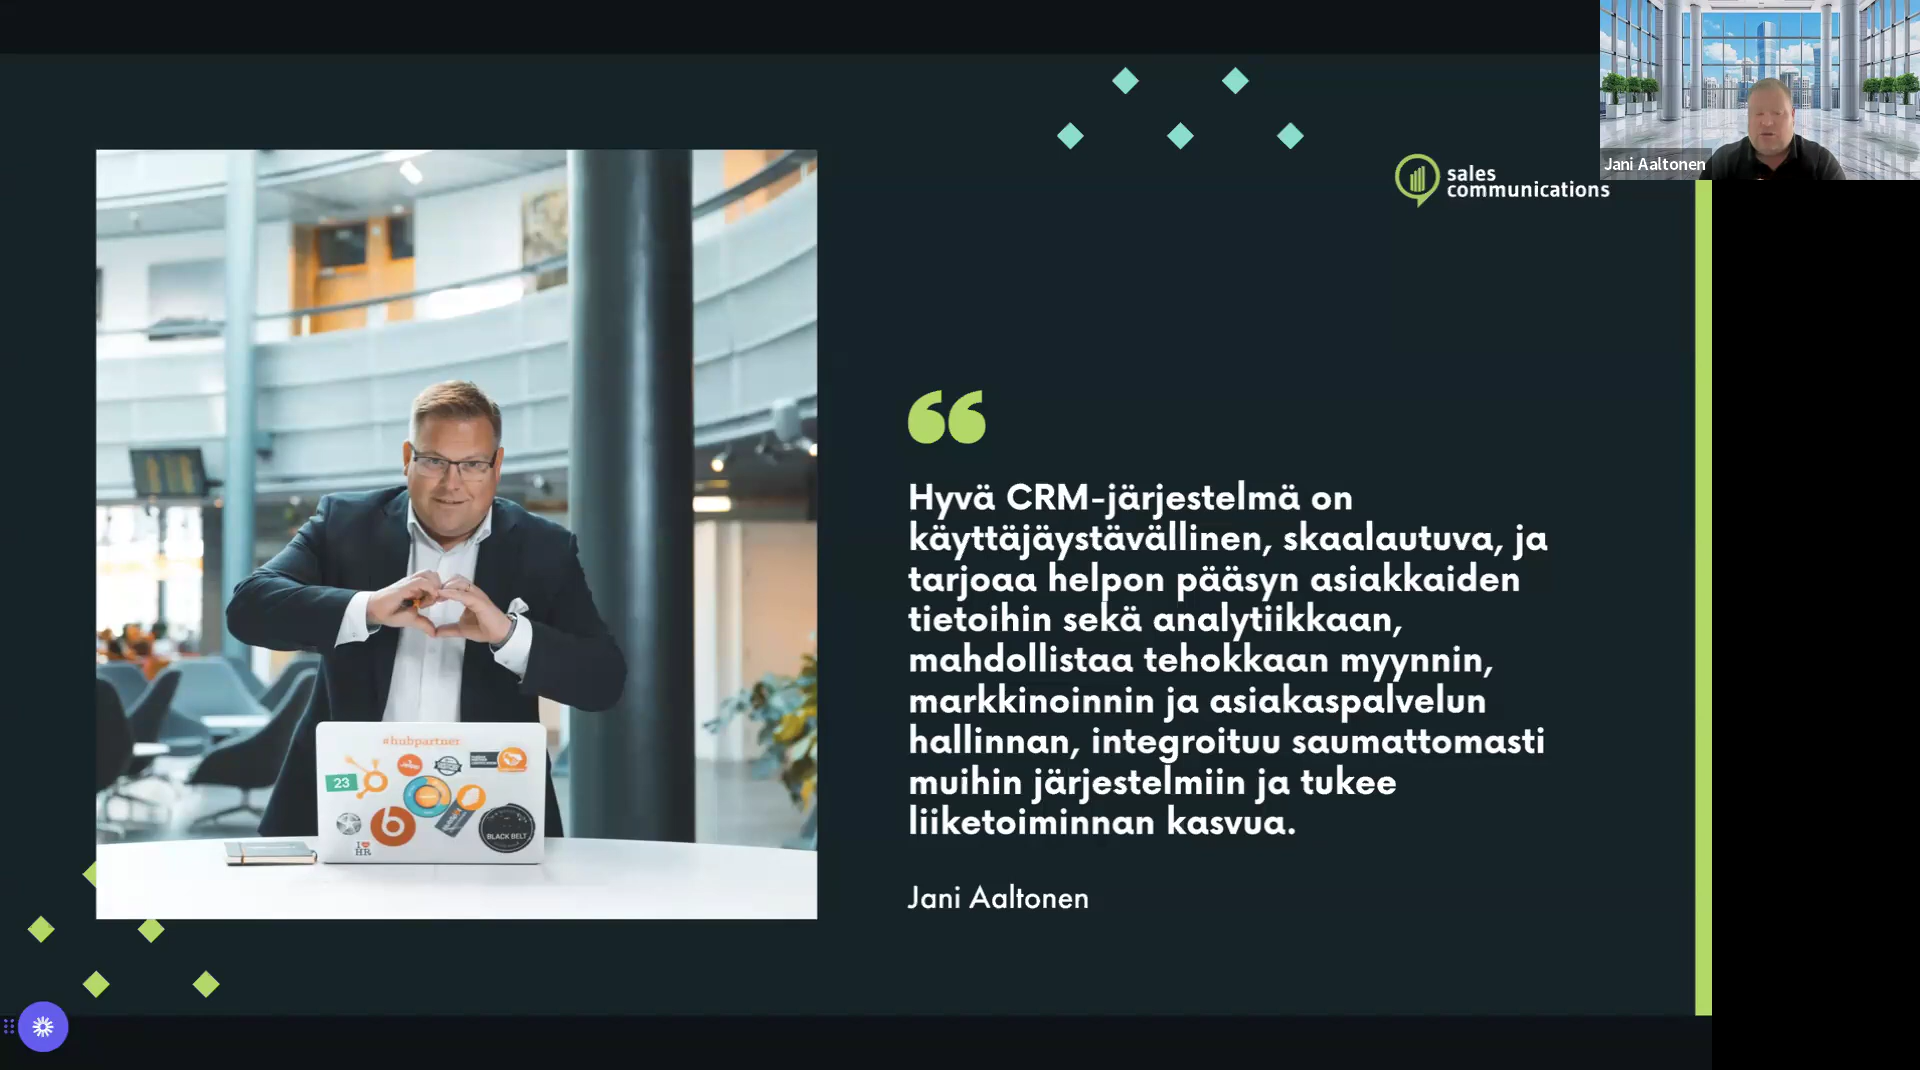 Jani Aaltonen
sales
communications
Hyvä CRM-järjestelmä on
käyttäjäystävällinen, skaalautuva, ja
tarjoaa helpon pääsyn asiakkaiden
tietoihin sekä analytiikkaan,
mahdollistaa tehokkaan myynnin,
markkinoinnin ja asiakaspalvelun
hallinnan, integroituu saumattomasti
muihin järjestelmiin ja tukee
liiketoiminnan kasvua.
Jani Aaltonen
#hubpartner
23
BLACK BELT
I
HR